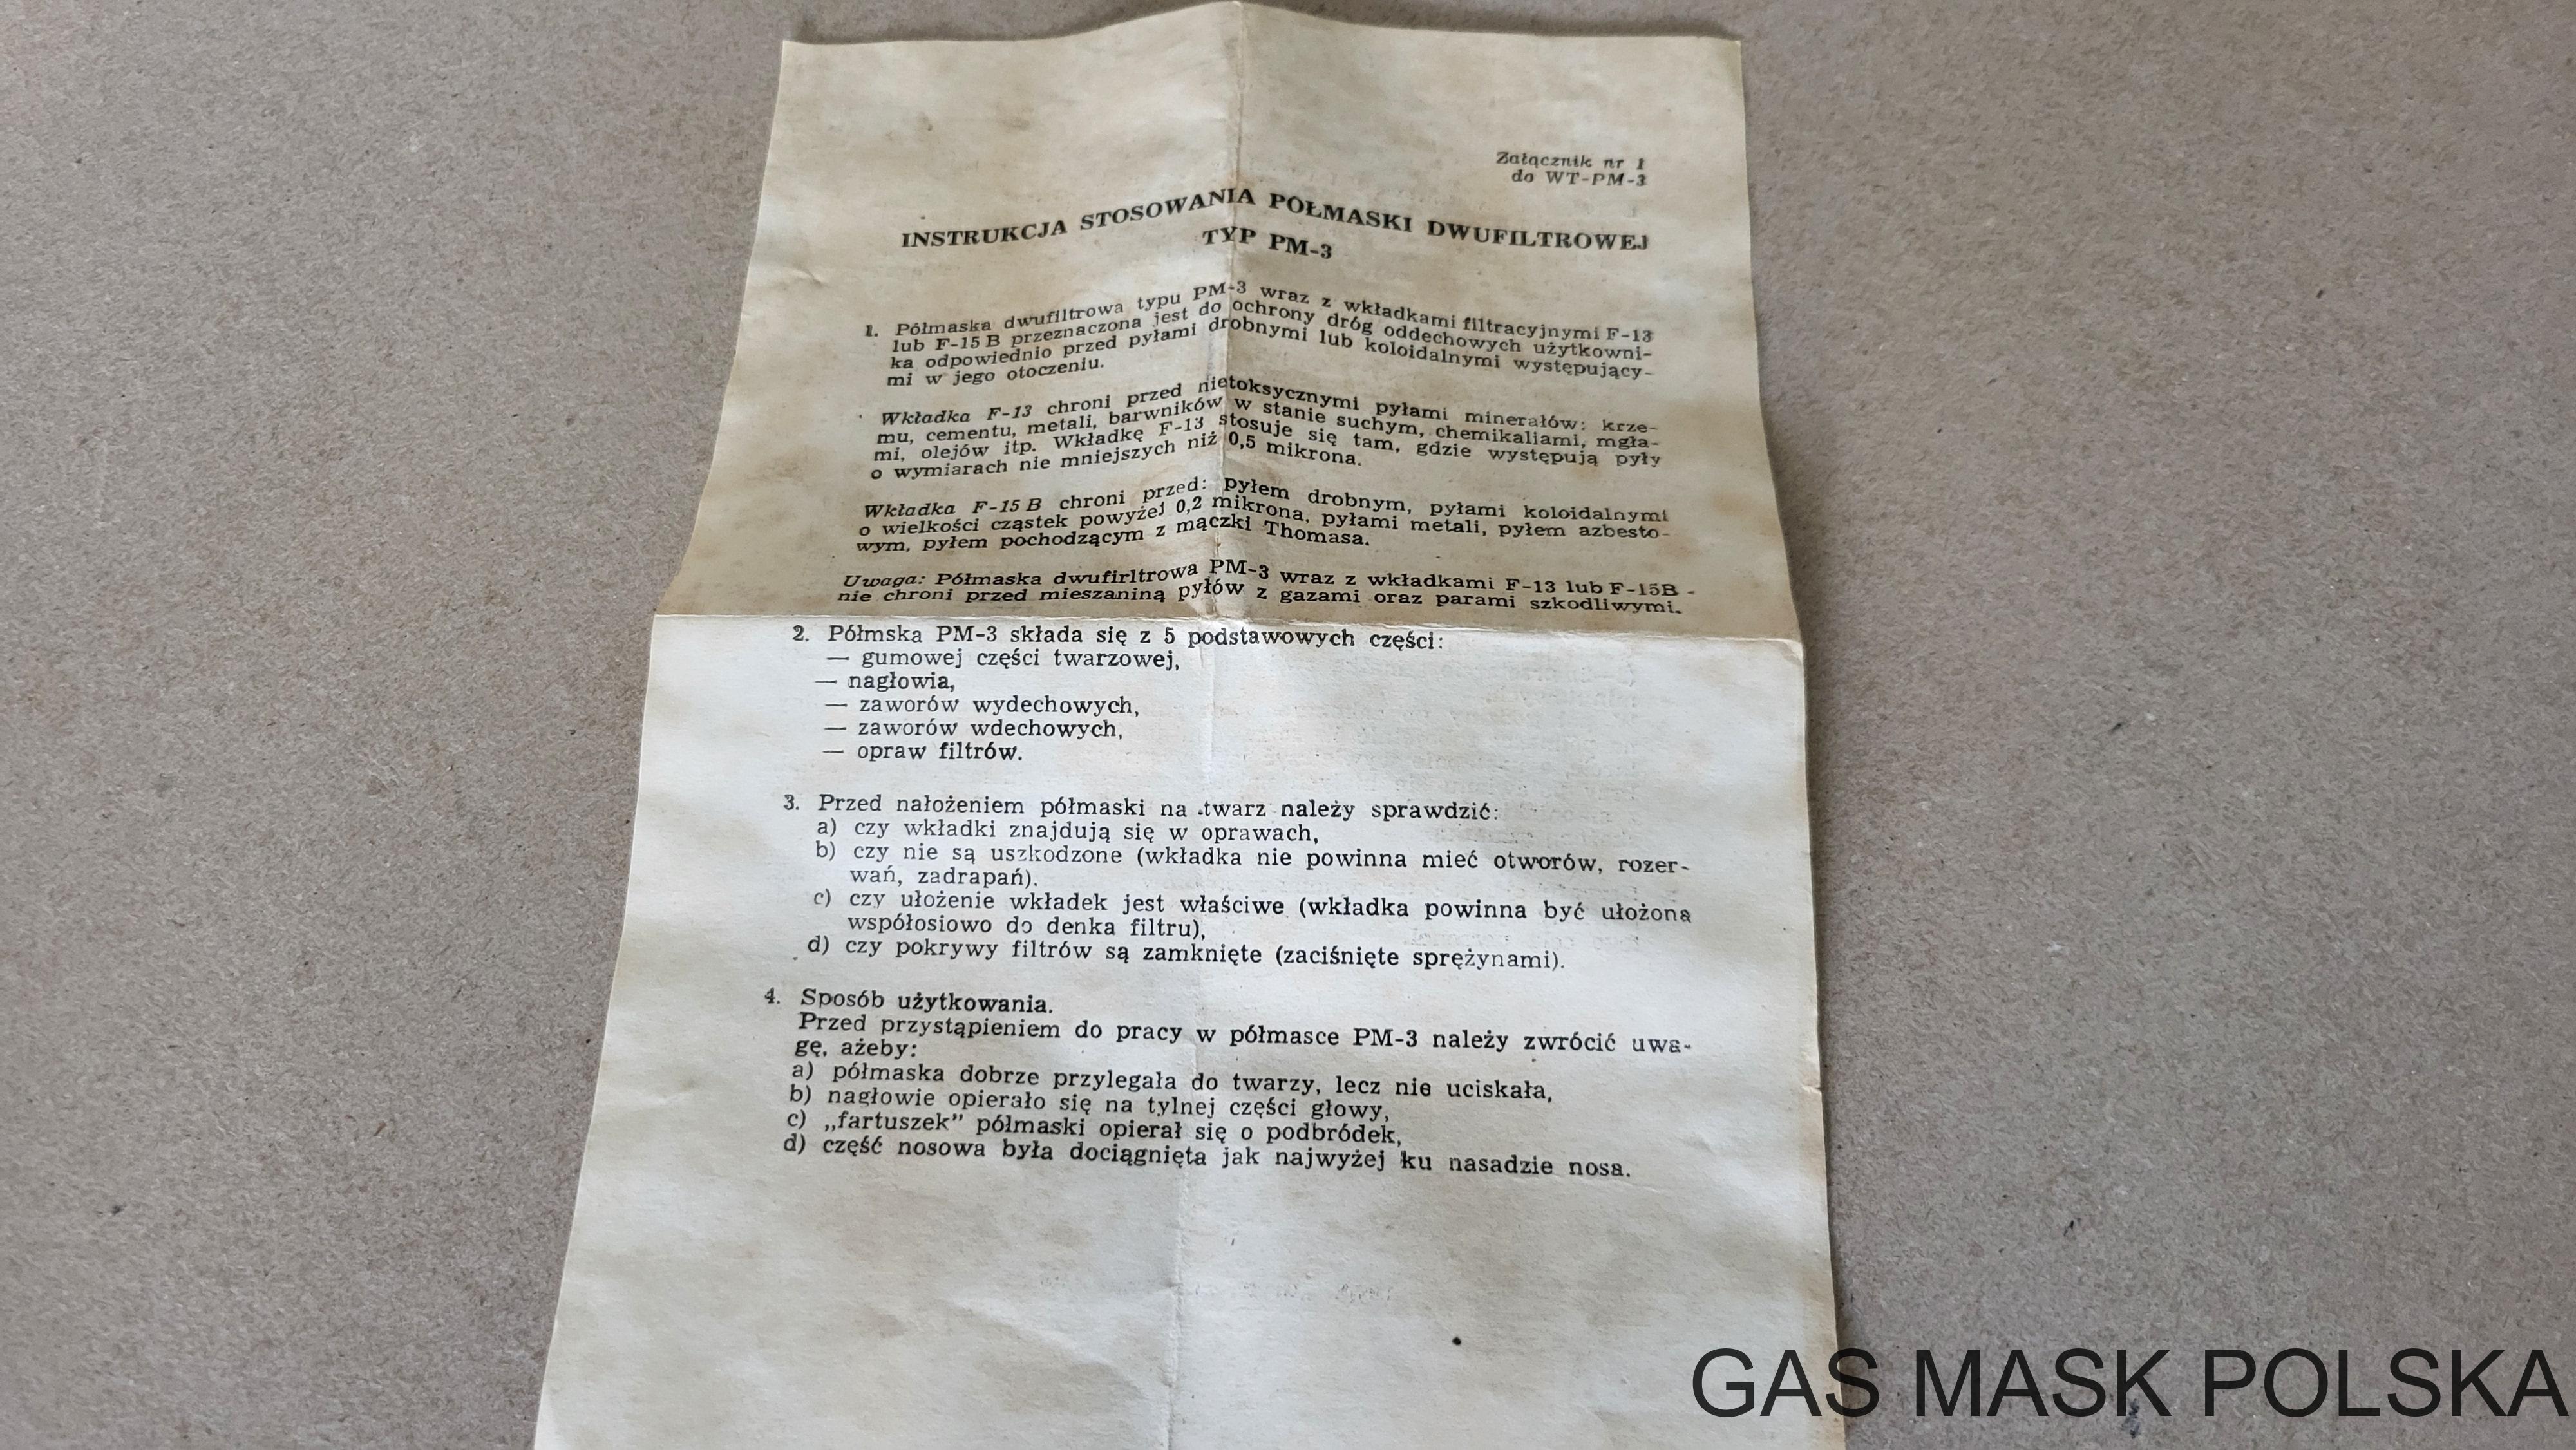 Załącznik nr 1
do WT-PM-3
INSTRUKCJA STOSOWANIA POŁMASKI DWUFILTROWEJ
TYP PM-3
1. Półmaska dwufiltrowa typu PM-3 wraz z wkładkami filtracyjnymi F-13
lub F-15 B przeznaczona jest do ochrony dróg oddechowych użytkowni-
ka odpowiednio przed pyłami drobnymi lub koloidalnymi występujący-
mi w jego otoczeniu.
Wkładka F-13 chroni przed nietoksycznymi pyłami minerałów: krze-
mu, cementu, metali, barwników w stanie suchym, chemikaliami, mgła-
mi, olejów itp. Wkładkę F-13 stosuje się tam, gdzie występują pyły
o wymiarach nie mniejszych niż 0,5 mikrona.
Wkładka F-15 B chroni przed: pyłem drobnym, pyłami koloidalnymi
o wielkości cząstek powyżej 0,2 mikrona, pyłami metali, pyłem azbesto-
wym, pyłem pochodzącym z mączki Thomasa.
Uwaga: Półmaska dwufirltrowa PM-3 wraz z wkładkami F-13 lub F-15B -
nie chroni przed mieszaniną pyłów z gazami oraz parami szkodliwymi.
2. Półmska PM-3 składa się z 5 podstawowych części:
— gumowej części twarzowej,
— nagłowia,
— zaworów wydechowych,
— zaworów wdechowych,
— opraw filtrów.
3. Przed nałożeniem półmaski na twarz należy sprawdzić:
a) czy wkładki znajdują się w oprawach,
b) czy nie są uszkodzone (wkładka nie powinna mieć otworów, rozer-
wań, zadrapań).
c) czy ułożenie wkładek jest właściwe (wkładka powinna być ułożona
współosiowo do denka filtru),
d) czy pokrywy filtrów są zamknięte (zaciśnięte sprężynami).
4. Sposób użytkowania.
Przed przystąpieniem do pracy w półmasce PM-3 należy zwrócić uwa-
gę, ażeby:
a) półmaska dobrze przylegała do twarzy, lecz nie uciskała,
b) nagłowie opierało się na tylnej części głowy,
c) „fartuszek" półmaski opierał się o podbródek,
d) część nosowa była dociągnięta jak najwyżej ku nasadzie nosa.
GAS MASK POLSKA